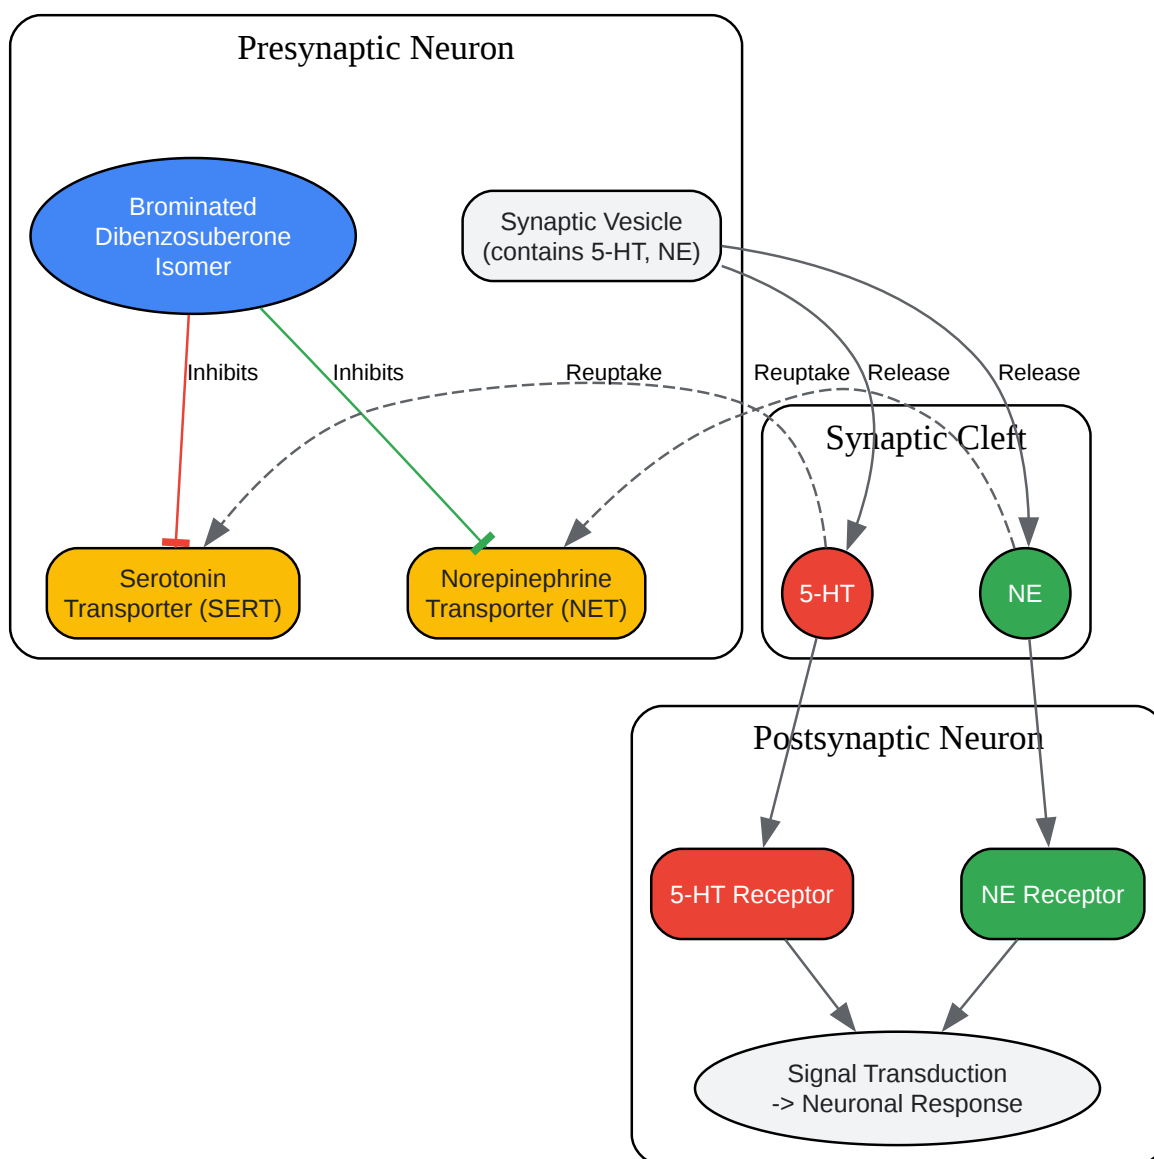 Presynaptic Neuron
Brominated
Dibenzosuberone
Isomer
Synaptic Vesicle
(contains 5-HT, NE)
Inhibits
Inhibits
Reuptake
Reuptake
Release
Release
Synaptic Cleft
Serotonin
Transporter (SERT)
Norepinephrine
Transporter (NET)
5-HT
NE
Postsynaptic Neuron
5-HT Receptor
NE Receptor
Signal Transduction
-> Neuronal Response